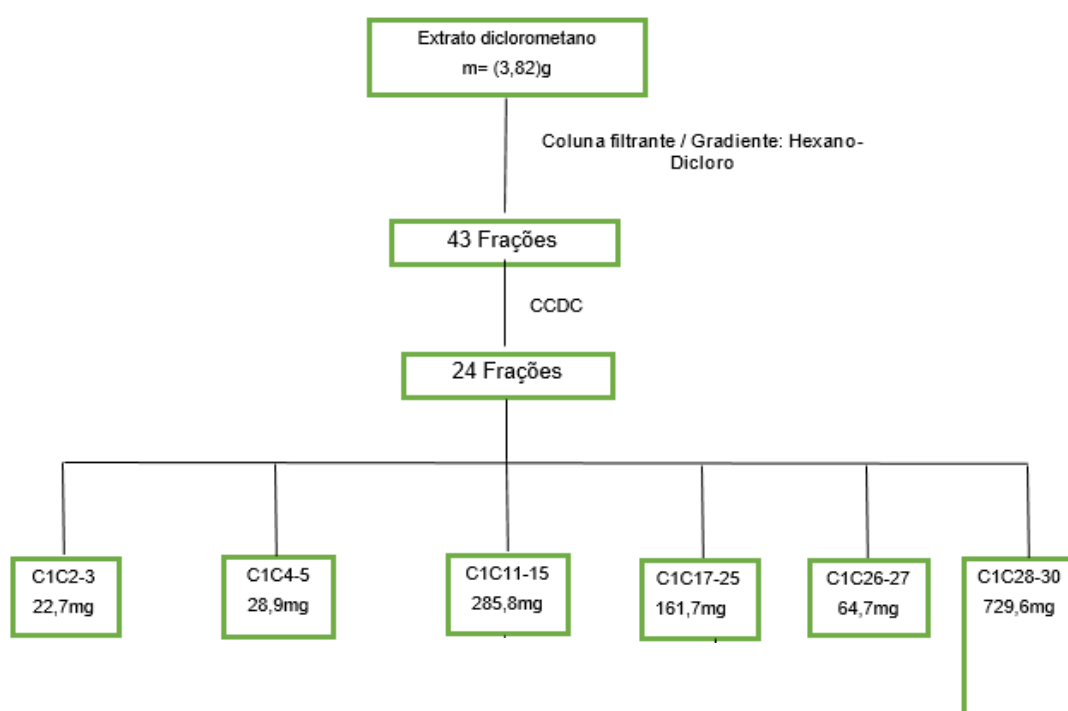 Extrato diclorometano
m= (3,82)g
Coluna filtrante / Gradiente: Hexano-
Dicloro
43 Frações
CCDC
24 Frações
C1C2-3
22,7mg
C1C4-5
28,9mg
C1C11-15
285,8mg
C1C17-25
161,7mg
C1C26-27
64,7mg
C1C28-30
729,6mg